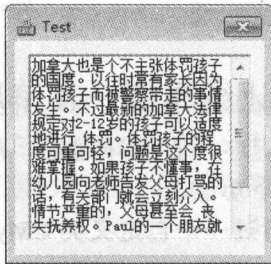 Test
加拿大也是个不主张体罚孩子
的国度。以往时常有家长因为
体罚孩子而被警察带走的事情
发生。不过最新的加拿大法律
规定对2-12岁的孩子可以适度
地进行 体罚。体罚孩子的程
度可重可轻，问题是这个度很
难掌握。如果孩子不懂事，在
幼儿园向老师告发父母打骂的
话，有关部门就会立刻介入。
情节严重的，父母甚至会 丧
失抚养权。Paul的一个朋友就